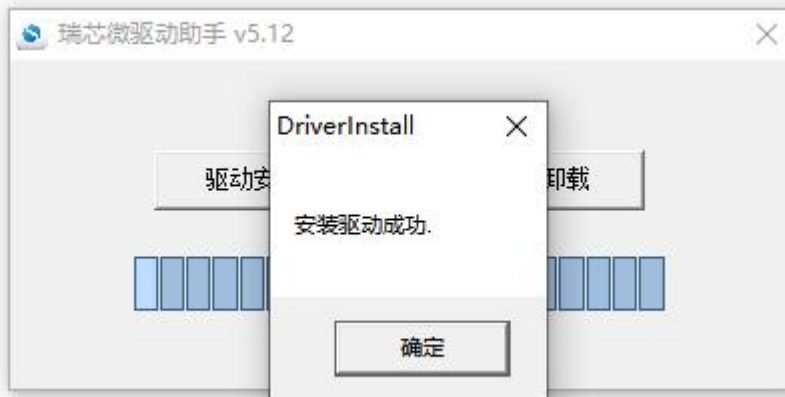 瑞芯微驱动助手 v5.12
DriverInstall
驱动安
卸载
安装驱动成功.
确定